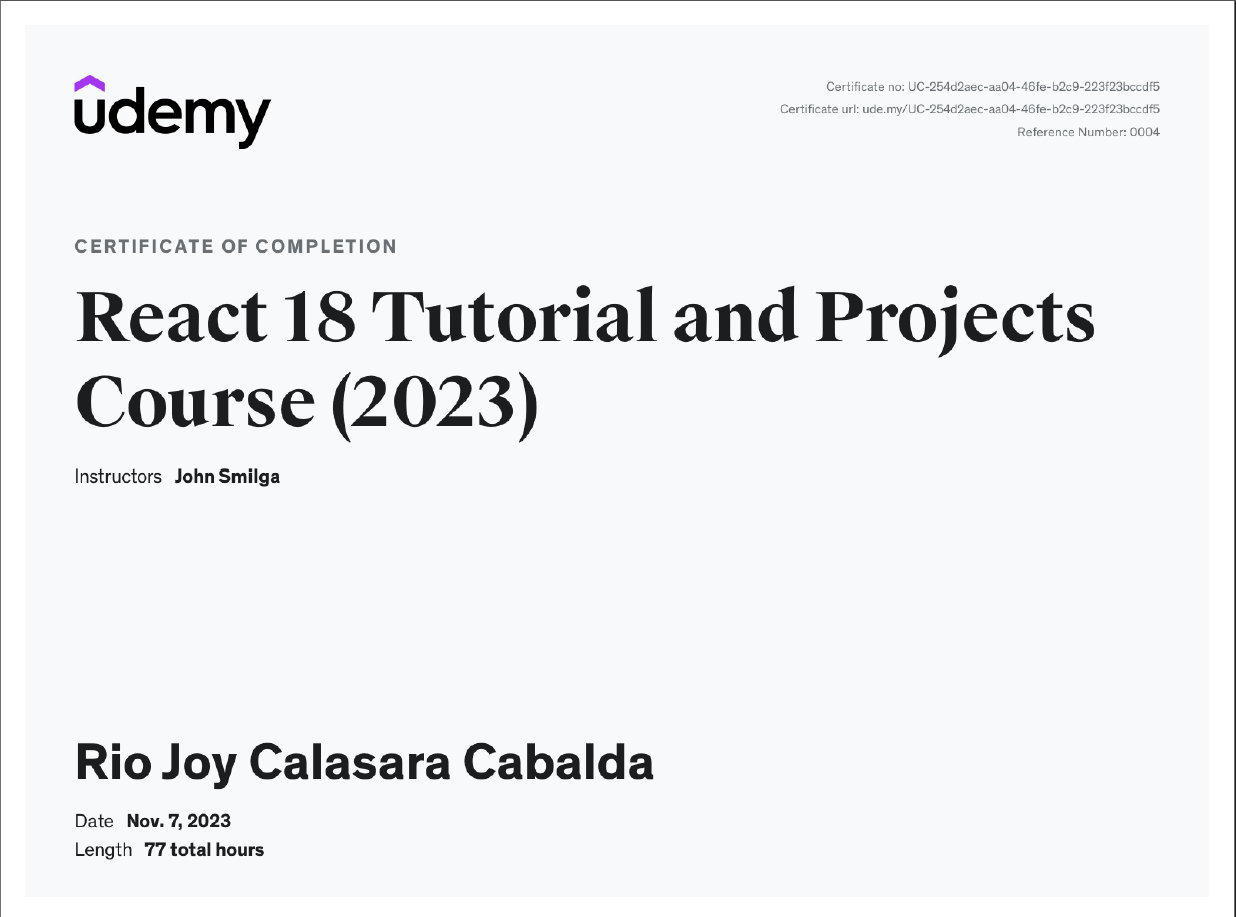 udemy
Certificate no: UC-254d2aec-aa04-46fe-b2c9-223f23bccdf5
Certificate url: ude.my/UC-254d2aec-aa04-46fe-b2c9-223f23bccdf5
Reference Number: 0004
CERTIFICATE OF COMPLETION
React 18 Tutorial and Projects
Course (2023)
Instructors John Smilga
Rio Joy Calasara Cabalda
Date Nov. 7, 2023
Length 77 total hours